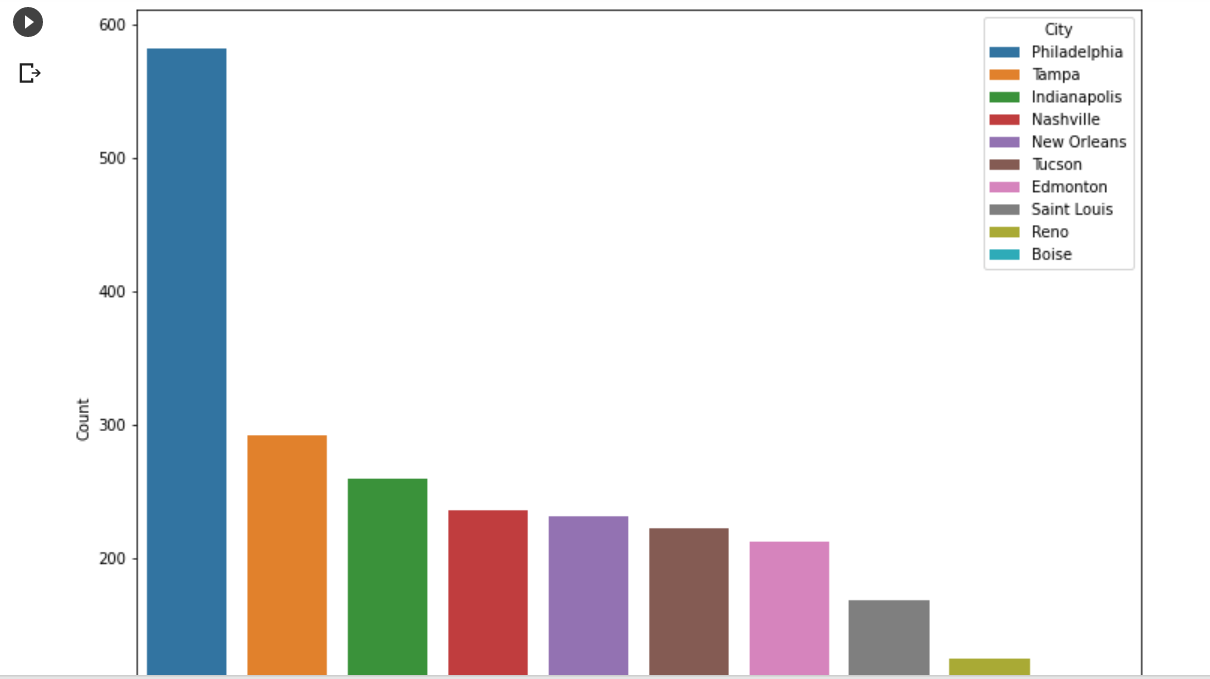 600
500
400
300
200
Count
City
Philadelphia
Tampa
Indianapolis
Nashville
New Orleans
Tucson
Edmonton
Saint Louis
Reno
Boise